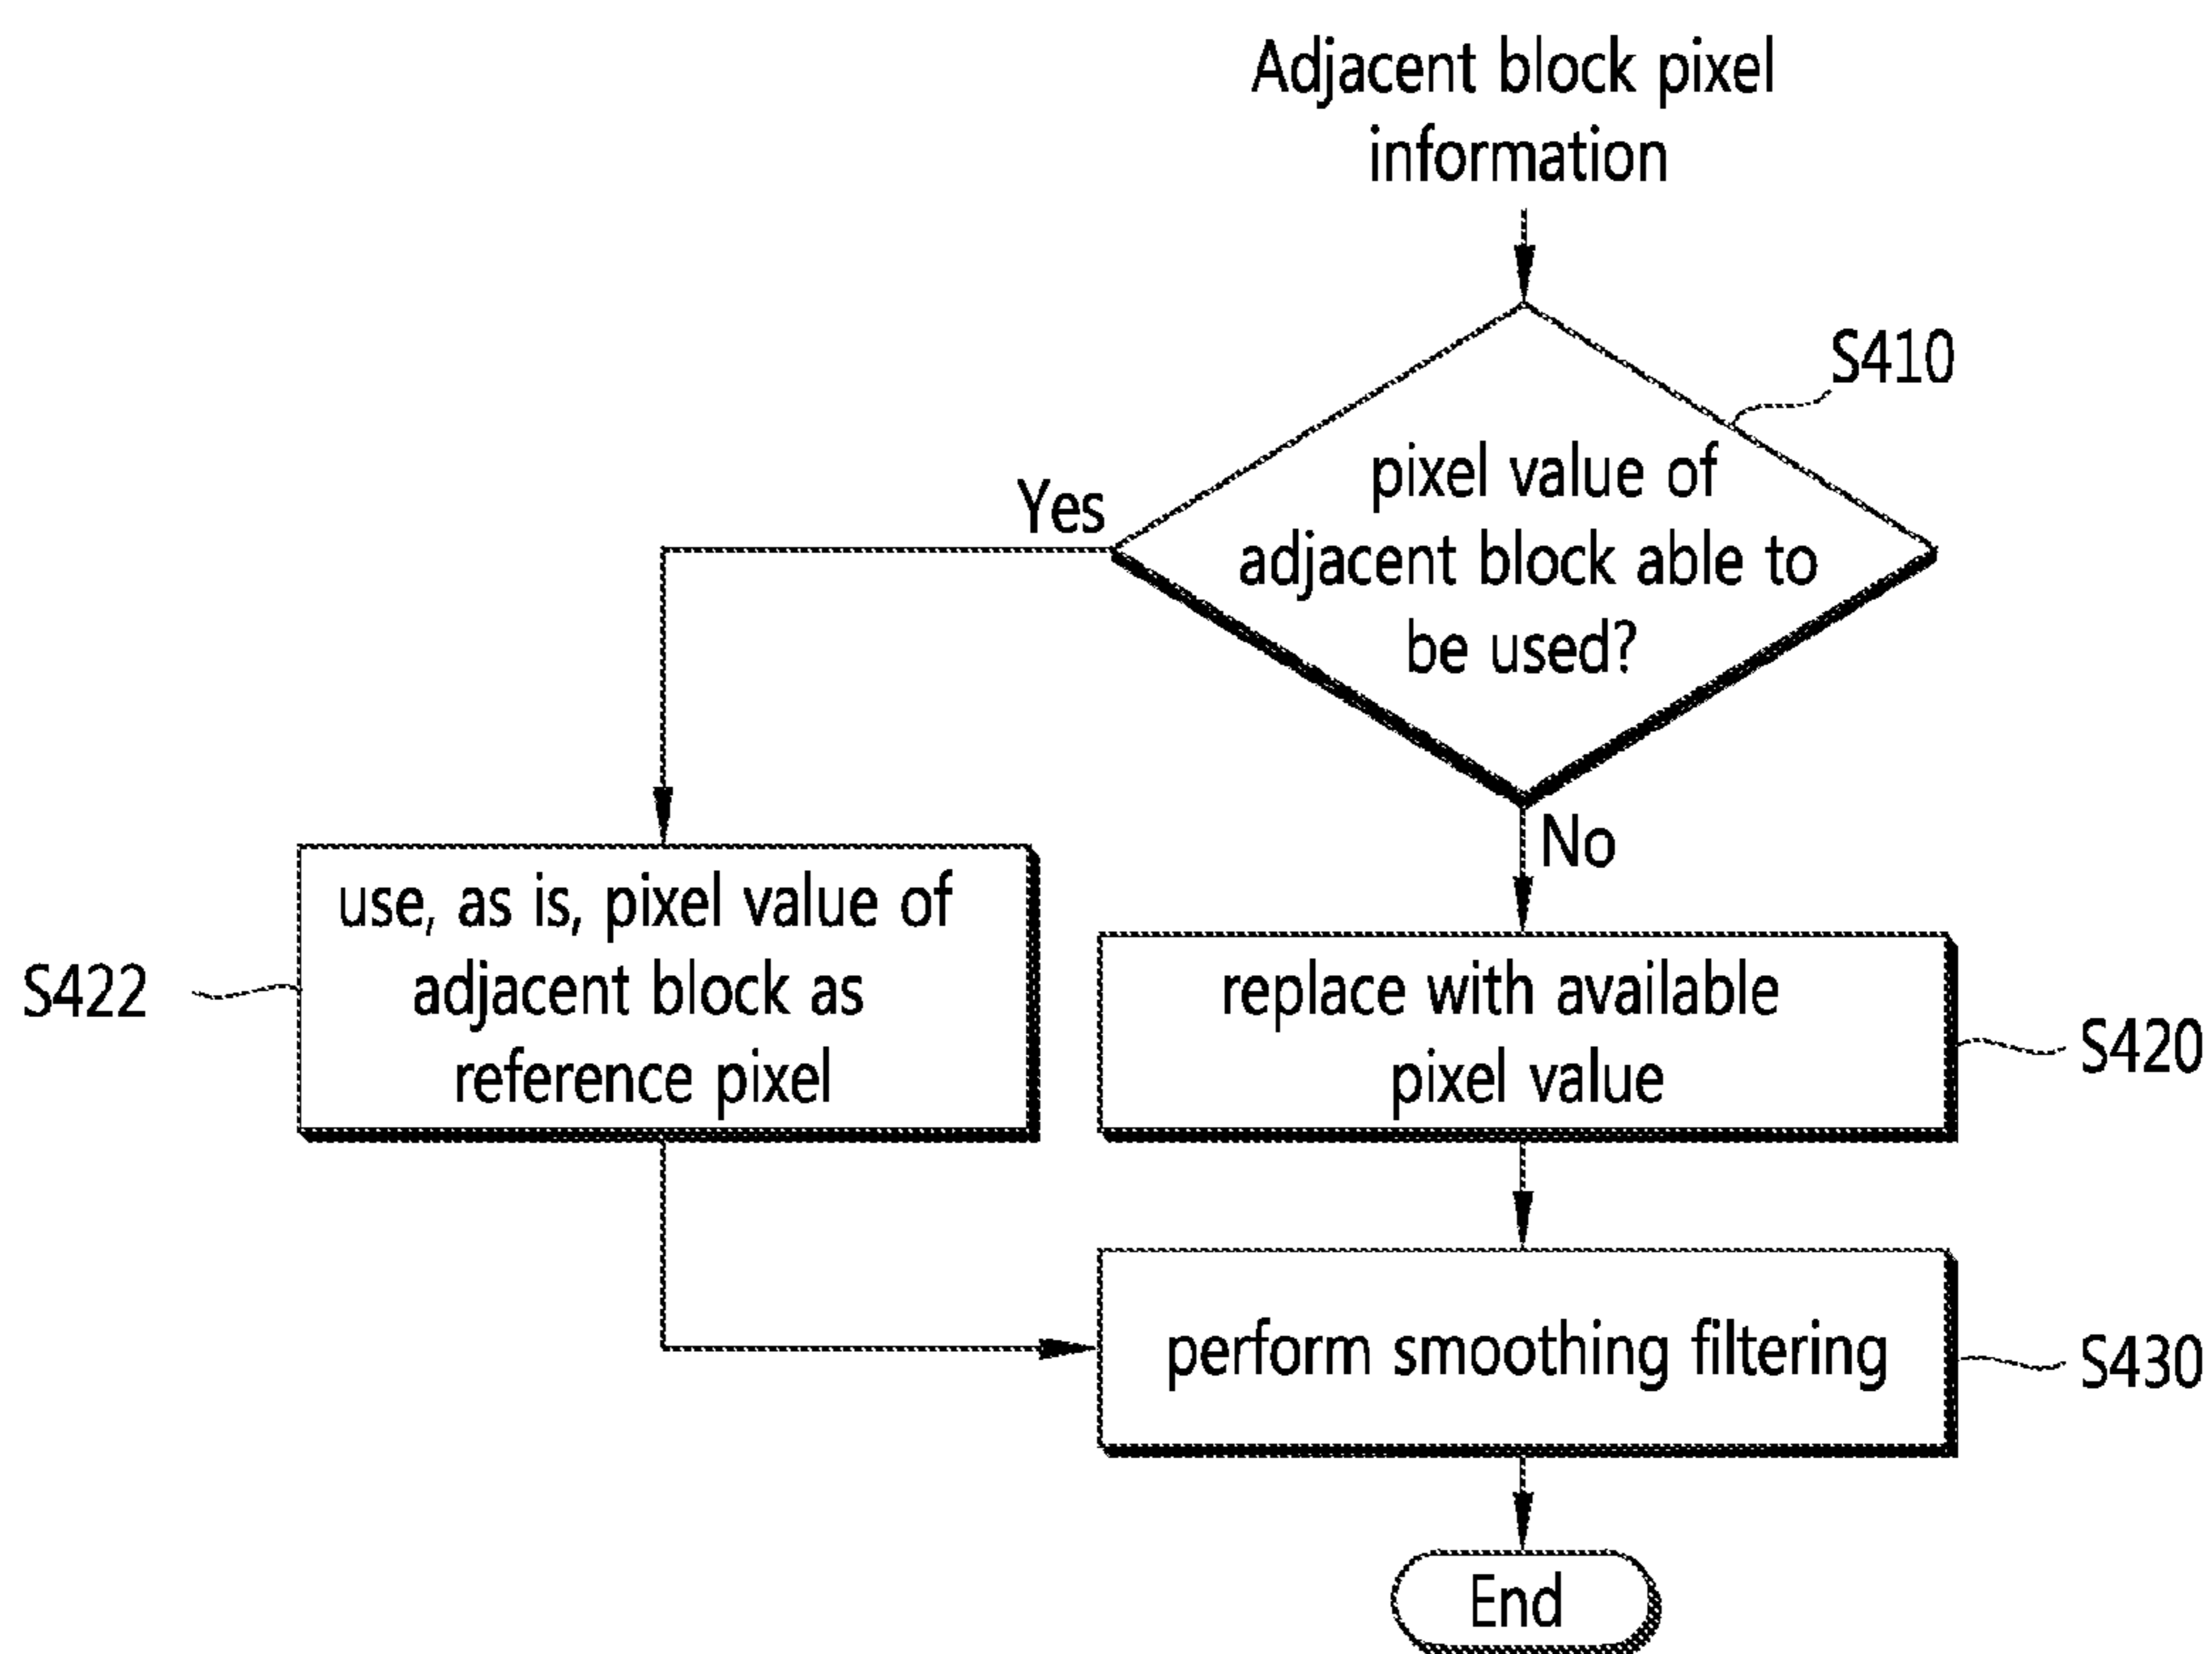 Adjacent block pixel
information
S410
pixel value of
adjacent block able to
be used?
Yes
No
use, as is, pixel value of
adjacent block as
reference pixel
S422
replace with available
pixel value
S420
perform smoothing filtering
S430
End